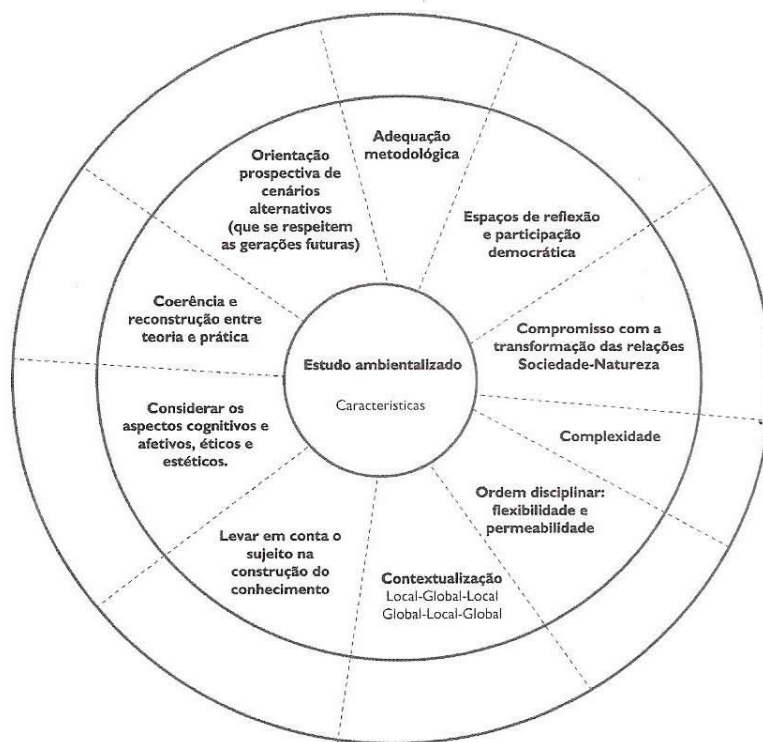 Adequação
metodológica
Espaços de reflexão
e participação
democrática
Compromisso com a
transformação das relações
Sociedade-Natureza
Complexidade
Ordem disciplinar:
flexibilidade e
permeabilidade
Contextualização
Local-Global-Local
Global-Local-Global
Levar em conta o
sujeito na
construção do
conhecimento
Considerar os
aspectos cognitivos e
afetivos, éticos e
estéticos.
Coerência e
reconstrução entre
teoria e prática
Orientação
prospectiva de
cenários
alternativos
(que se respeitem
as gerações futuras)
Estudo ambientalizado
Características